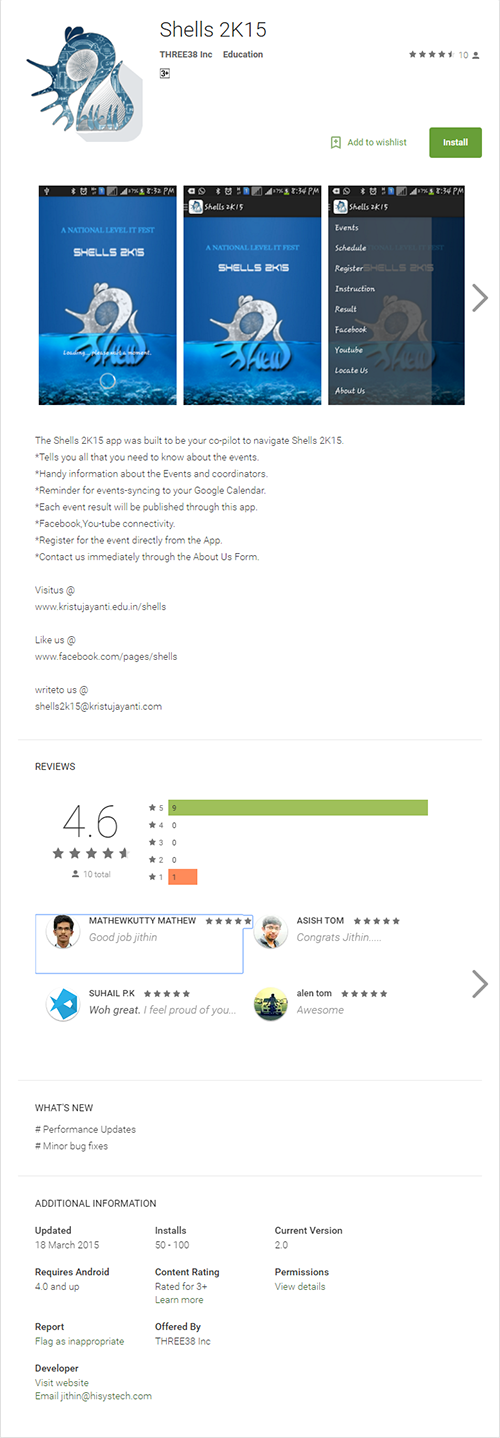 Shells 2K15
THREE38 Inc Education
10
3+
Add to wishlist Install
8:32 PM
A NATIONAL LEVEL IT FEST
SHELLS 2K15
Shells
Loading... please wait a moment.
8:34 PM
Shells 2K15
A NATIONAL LEVEL IT FEST
SHELLS 2K15
Shells
8:34 PM
Shells 2K15
Events
Schedule
Register
Instruction
Result
Facebook
Youtube
Locate Us
About Us
The Shells 2K15 app was built to be your co-pilot to navigate Shells 2K15.
*Tells you all that you need to know about the events.
*Handy information about the Events and coordinators.
*Reminder for events-syncing to your Google Calendar.
*Each event result will be published through this app.
*Facebook,You-tube connectivity.
*Register for the event directly from the App.
*Contact us immediately through the About Us Form.
Visitus @
www.kristujayanti.edu.in/shells
Like us @
www.facebook.com/pages/shells
writeto us @
shells2k15@kristujayanti.com
REVIEWS
4.6
10 total
5 9
4 0
3 0
2 0
1 1
MATHEWKUTTY MATHEW
Good job jithin
ASISH TOM
Congrats Jithin.....
SUHAIL P.K
Woh great. I feel proud of you...
alen tom
Awesome
WHAT'S NEW
# Performance Updates
# Minor bug fixes
ADDITIONAL INFORMATION
Updated Installs Current Version
18 March 2015 50 - 100 2.0
Requires Android Content Rating Permissions
4.0 and up Rated for 3+ View details
Learn more
Report Offered By
Flag as inappropriate THREE38 Inc
Developer
Visit website
Email jithin@hisystech.com